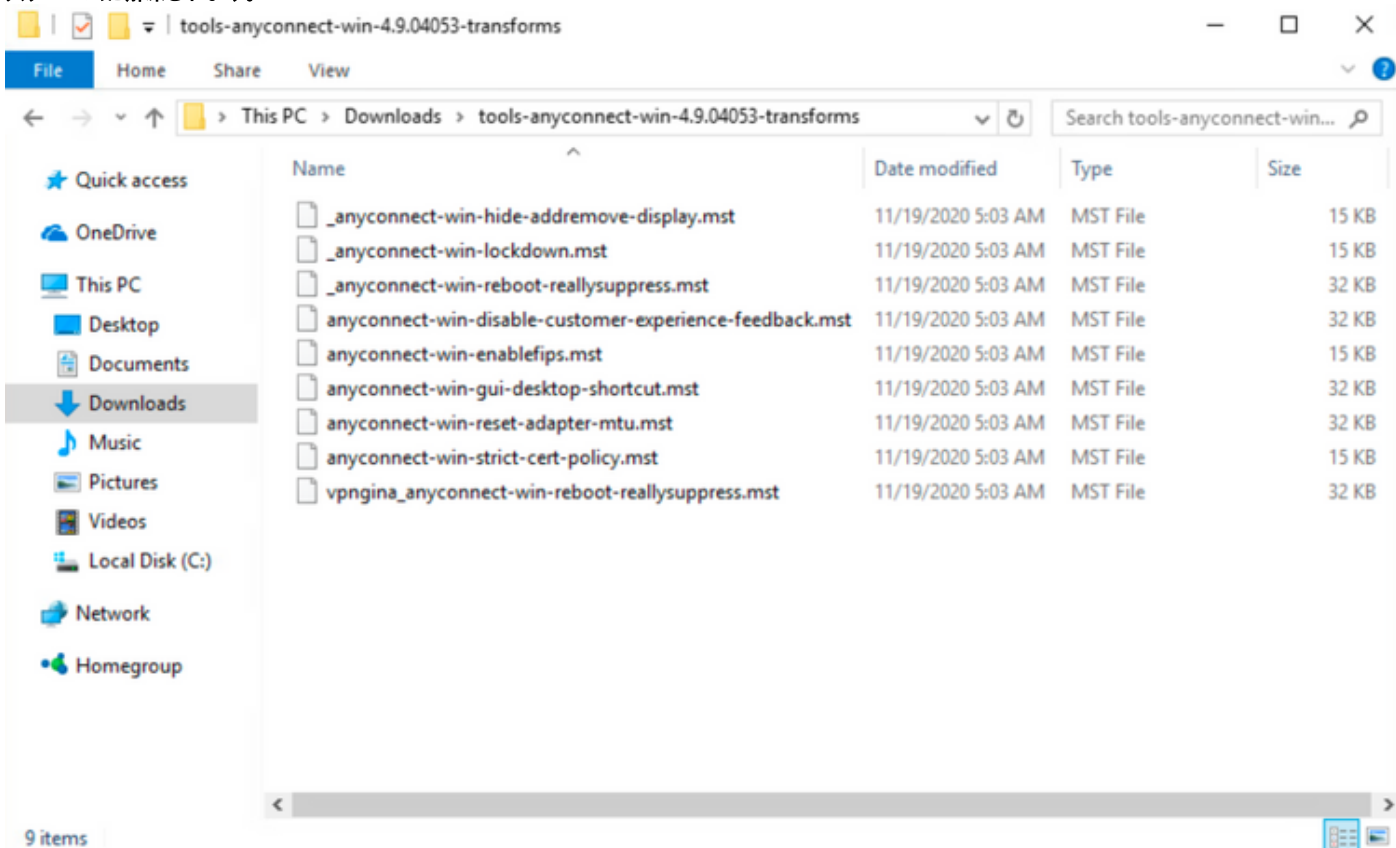 tools-anyconnect-win-4.9.04053-transforms
File Home Share View
This PC > Downloads > tools-anyconnect-win-4.9.04053-transforms
Search tools-anyconnect-win...
Name Date modified Type Size
Quick access
OneDrive
This PC
Desktop
Documents
Downloads
Music
Pictures
Videos
Local Disk (C:)
Network
Homegroup
_anyconnect-win-hide-addremove-display.mst 11/19/2020 5:03 AM MST File 15 KB
_anyconnect-win-lockdown.mst 11/19/2020 5:03 AM MST File 15 KB
_anyconnect-win-reboot-reallysuppress.mst 11/19/2020 5:03 AM MST File 32 KB
anyconnect-win-disable-customer-experience-feedback.mst 11/19/2020 5:03 AM MST File 32 KB
anyconnect-win-enablefips.mst 11/19/2020 5:03 AM MST File 15 KB
anyconnect-win-gui-desktop-shortcut.mst 11/19/2020 5:03 AM MST File 32 KB
anyconnect-win-reset-adapter-mtu.mst 11/19/2020 5:03 AM MST File 32 KB
anyconnect-win-strict-cert-policy.mst 11/19/2020 5:03 AM MST File 15 KB
vpngina_anyconnect-win-reboot-reallysuppress.mst 11/19/2020 5:03 AM MST File 32 KB
9 items